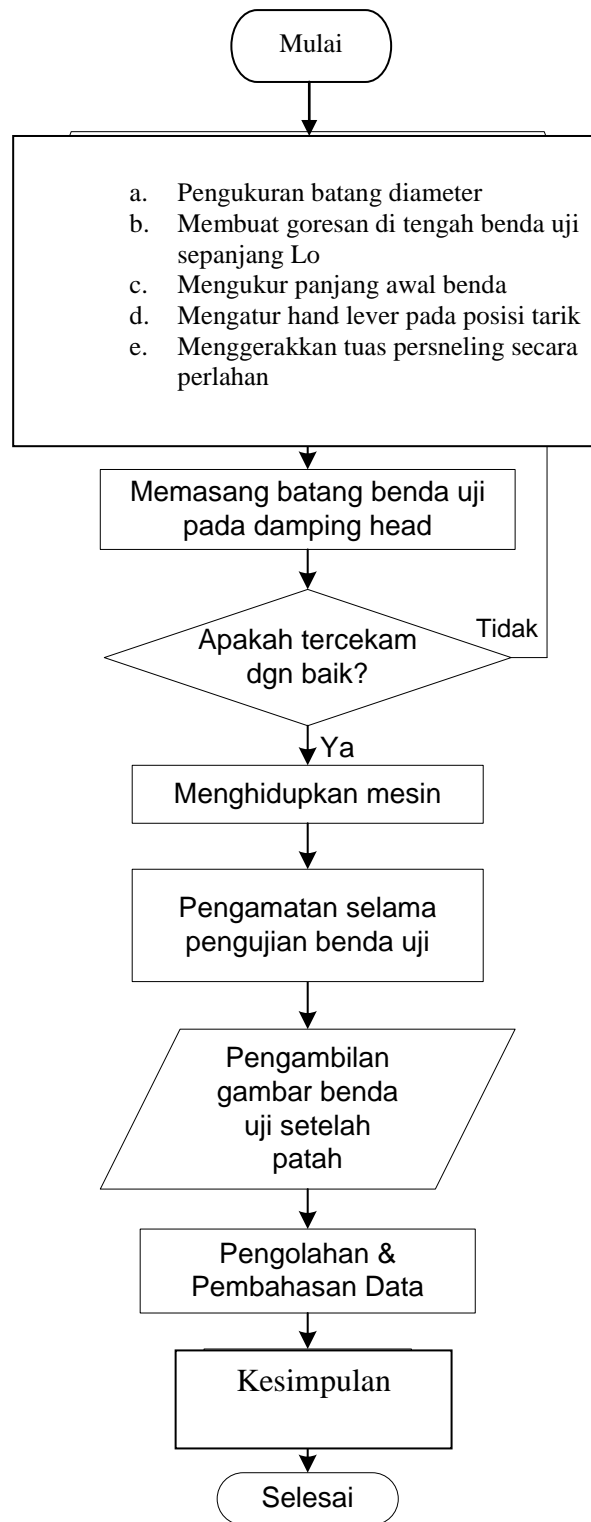 Mulai
a. Pengukuran batang diameter
b. Membuat goresan di tengah benda uji
sepanjang Lo
c. Mengukur panjang awal benda
d. Mengatur hand lever pada posisi tarik
e. Menggerakkan tuas persneling secara
perlahan
Memasang batang benda uji
pada damping head
Apakah tercekam
dgn baik?
Tidak
Ya
Menghidupkan mesin
Pengamatan selama
pengujian benda uji
Pengambilan
gambar benda
uji setelah
patah
Pengolahan &
Pembahasan Data
Kesimpulan
Selesai